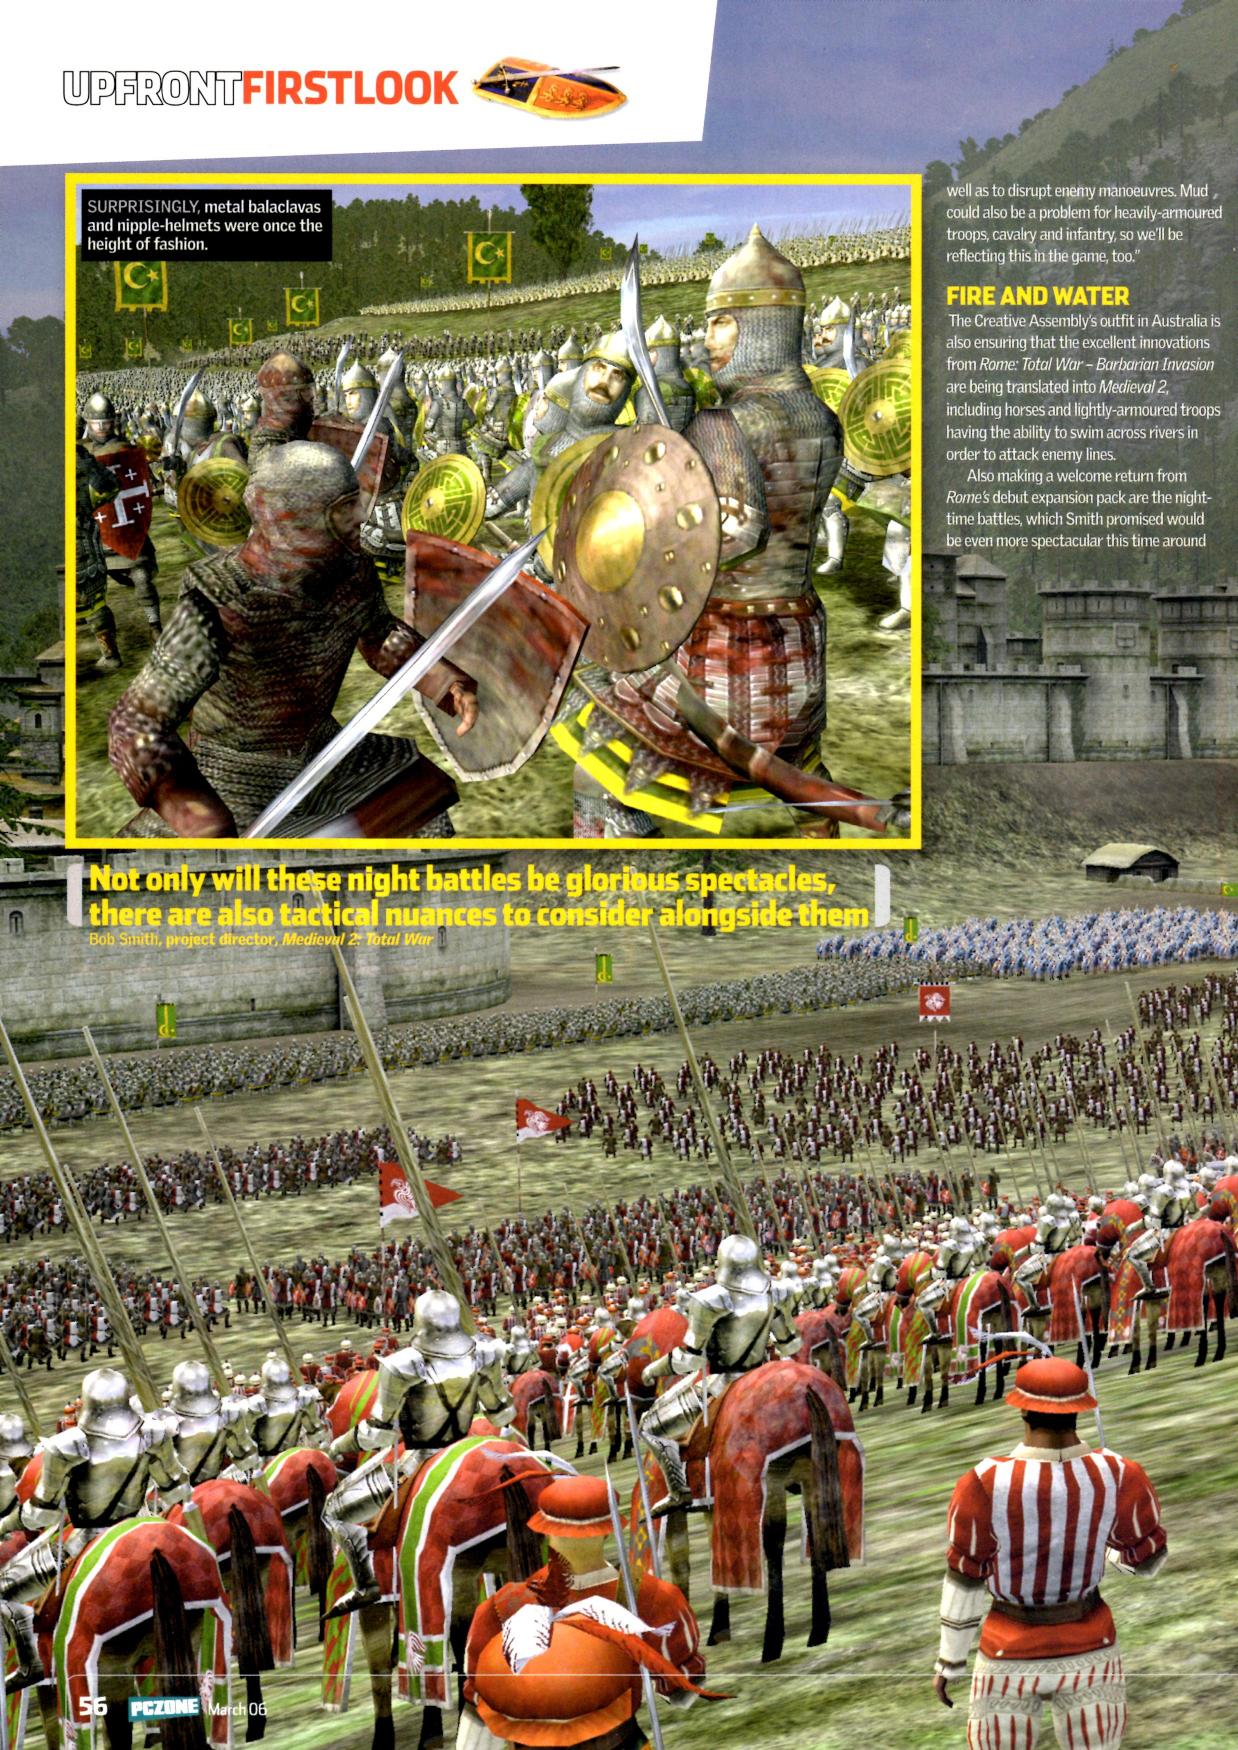 UPFRONTFIRSTLOOK
SURPRISINGLY, metal balaclavas
and nipple-helmets were once the
height of fashion.
well as to disrupt enemy manoeuvres. Mud
could also be a problem for heavily-armoured
troops, cavalry and infantry, so we'll be
reflecting this in the game, too."
FIRE AND WATER
The Creative Assembly's outfit in Australia is
also ensuring that the excellent innovations
from Rome: Total War – Barbarian Invasion
are being translated into Medieval 2,
including horses and lightly-armoured troops
having the ability to swim across rivers in
order to attack enemy lines.
Also making a welcome return from
Rome's debut expansion pack are the night-
time battles, which Smith promised would
be even more spectacular this time around
Not only will these night battles be glorious spectacles,
there are also tactical nuances to consider alongside them
Bob Smith, project director, Medieval 2: Total War
56 PCZONE March 06